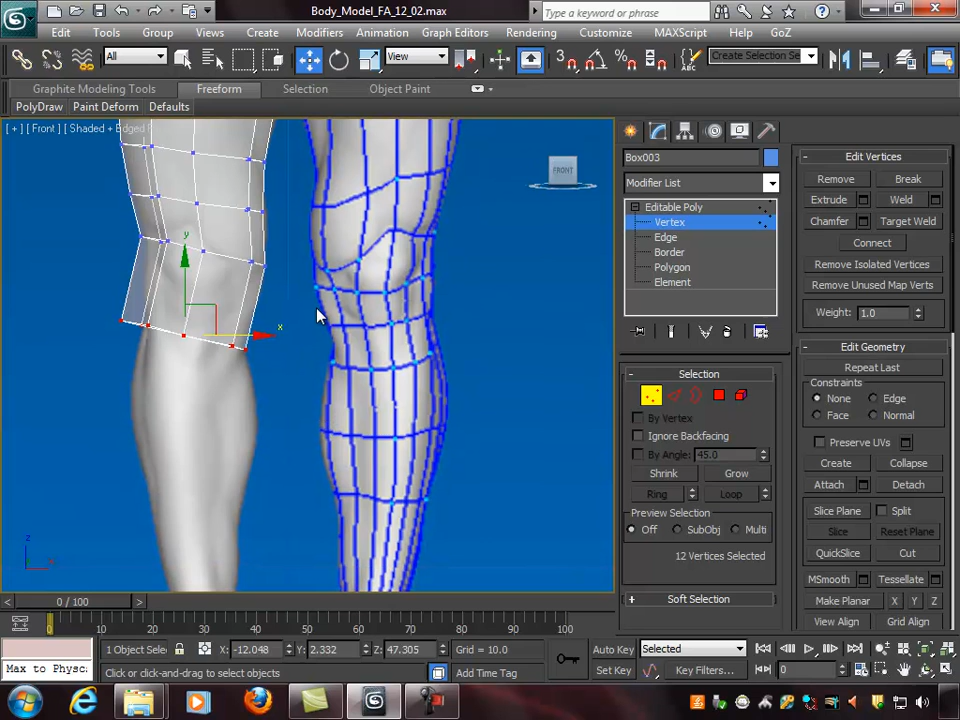 Body_Model_FA_12_02.max
Type a keyword or phrase
Edit Tools Group Views Create Modifiers Animation Graph Editors Rendering Customize MAXScript Help GoZ
All View Create Selection Se
Graphite Modeling Tools Freeform Selection Object Paint
PolyDraw Paint Deform Defaults
[ + ] [ Front ] [ Shaded + Edged F
FRONT
y
x
z
Box003
Modifier List
Editable Poly
Vertex
Edge
Border
Polygon
Element
Selection
By Vertex
Ignore Backfacing
By Angle: 45.0
Shrink Grow
Ring Loop
Preview Selection
Off SubObj Multi
12 Vertices Selected
Soft Selection
Edit Vertices
Remove Break
Extrude Weld
Chamfer Target Weld
Connect
Remove Isolated Vertices
Remove Unused Map Verts
Weight: 1.0
Edit Geometry
Repeat Last
Constraints
None Edge
Face Normal
Preserve UVs
Create Collapse
Attach Detach
Slice Plane Split
Slice Reset Plane
QuickSlice Cut
MSmooth Tessellate
Make Planar X Y Z
View Align Grid Align
0 / 100
0 10 20 30 40 50 60 70 80 90 100
1 Object Sele X: -12.048 Y: 2.332 Z: 47.305 Grid = 10.0
Auto Key Selected
Max to Physc
Click or click-and-drag to select objects
Add Time Tag
Set Key Key Filters... 0